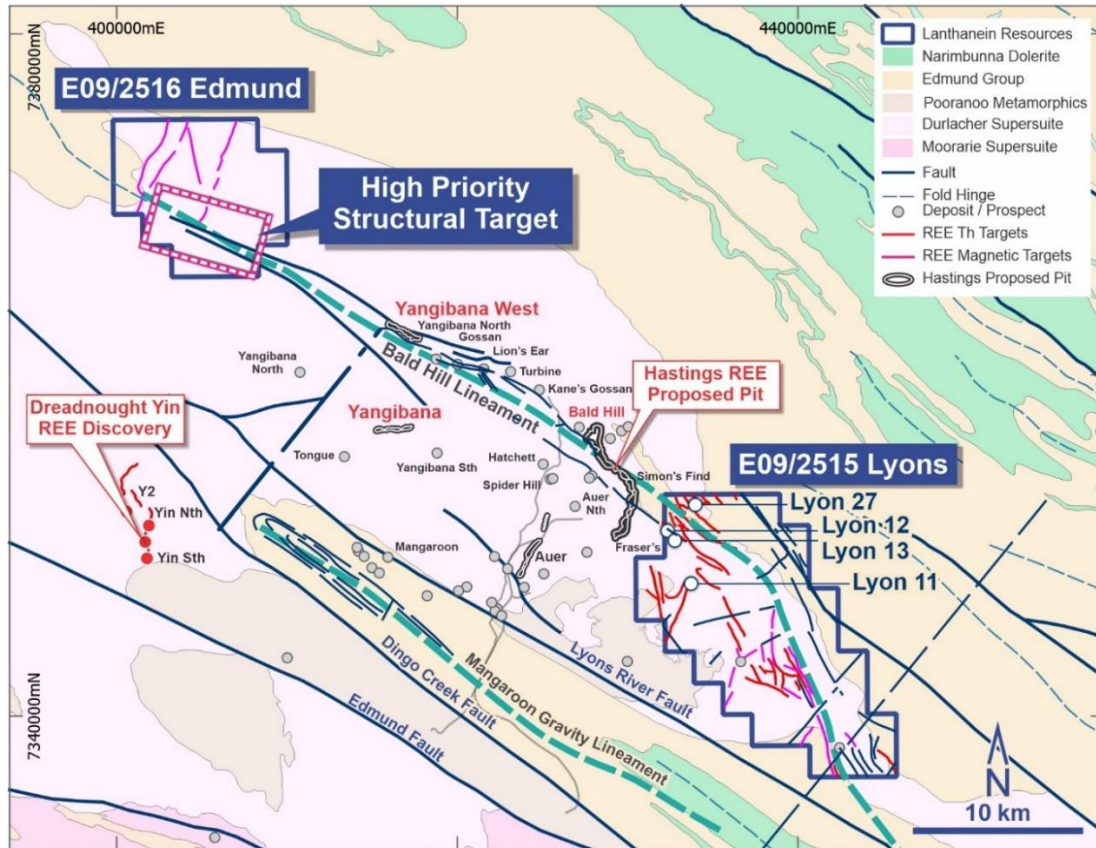 400000mE
440000mE
7380000mN
7340000mN
E09/2516 Edmund
High Priority
Structural Target
Lanthanein Resources
Narimbunna Dolerite
Edmund Group
Pooranoo Metamorphics
Durlacher Supersuite
Moorarie Supersuite
Fault
Fold Hinge
Deposit / Prospect
REE Th Targets
REE Magnetic Targets
Hastings Proposed Pit
Yangibana West
Yangibana North
Gossan
Lion's Ear
Turbine
Kane's Gossan
Bald Hill Lineament
Yangibana
North
Hastings REE
Proposed Pit
Bald Hill
Dreadnought Yin
REE Discovery
Yangibana
Tongue
Yangibana Sth
Hatchett
Spider Hill
Simon's Find
Auer
Nth
E09/2515 Lyons
Lyon 27
Lyon 12
Lyon 13
Lyon 11
Y2
Yin Nth
Yin Sth
Mangaroon
Auer
Fraser's
Lyons River Fault
Mangaroon Gravity Lineament
Dingo Creek Fault
Edmund Fault
N
10 km